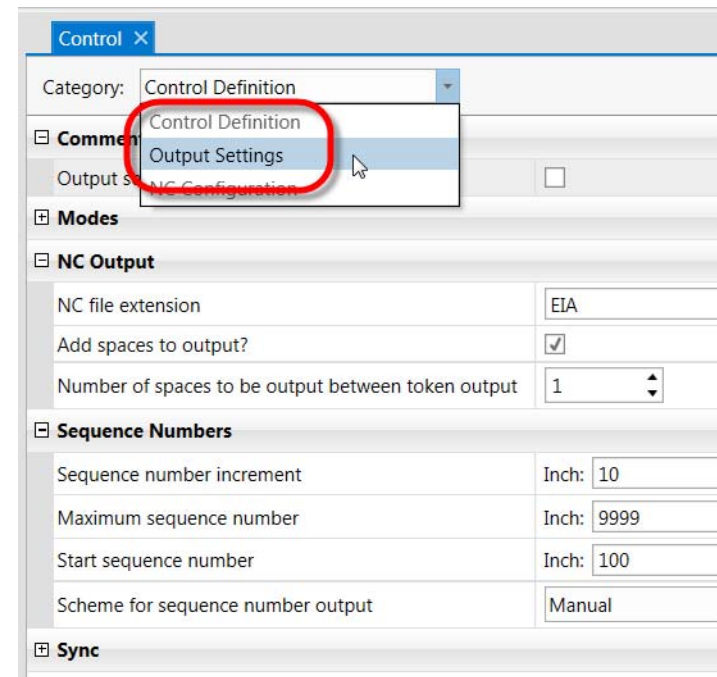 Control ×
Category: Control Definition
Control Definition
Output Settings
NC Configuration
Commen
Output s
Modes
NC Output
NC file extension EIA
Add spaces to output?
Number of spaces to be output between token output 1
Sequence Numbers
Sequence number increment Inch: 10
Maximum sequence number Inch: 9999
Start sequence number Inch: 100
Scheme for sequence number output Manual
Sync